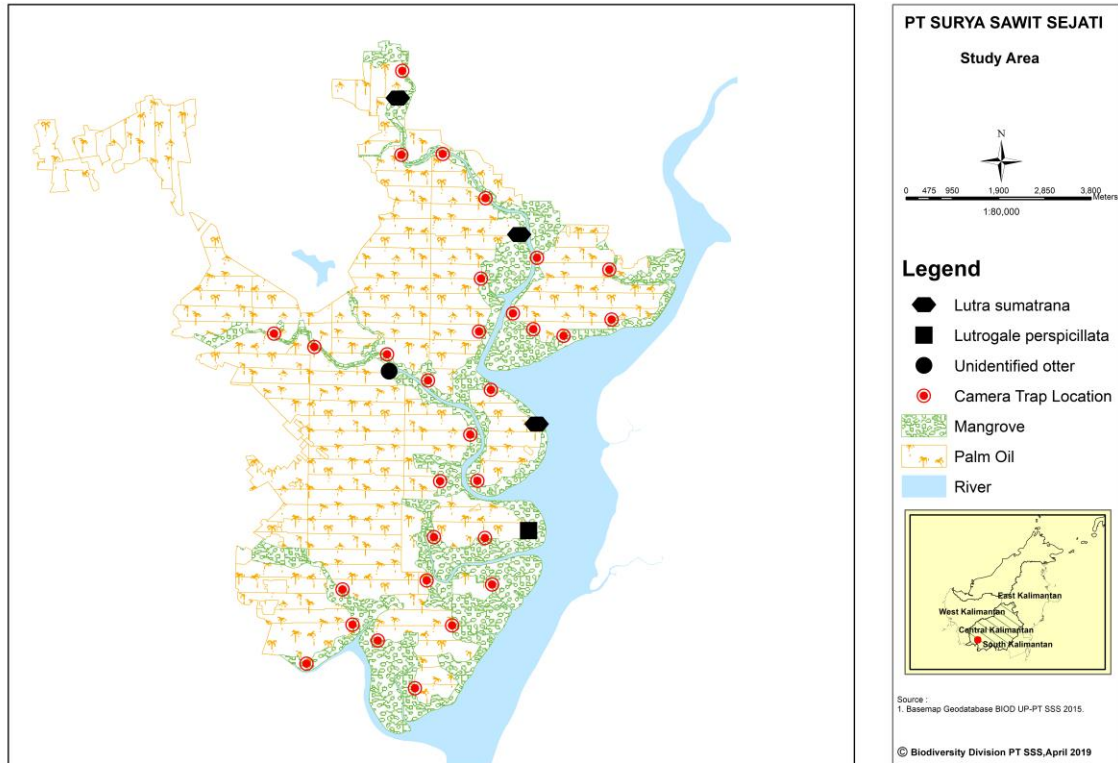 PT SURYA SAWIT SEJATI
Study Area
N
0 475 950 1,900 2,850 3,800
Meters
1:80,000
Legend
Lutra sumatrana
Lutrogale perspicillata
Unidentified otter
Camera Trap Location
Mangrove
Palm Oil
River
East Kalimantan
West Kalimantan
Central Kalimantan
South Kalimantan
Source :
1. Basemap Geodatabase BIOD UP-PT SSS 2015.
© Biodiversity Division PT SSS,April 2019